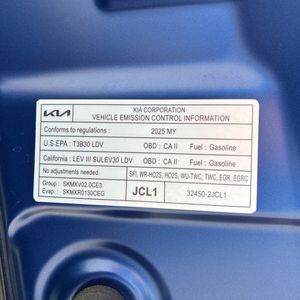 KIA
KIA CORPORATION
VEHICLE EMISSION CONTROL INFORMATION
Conforms to regulations : 2025 MY
U.S.EPA : T3B30 LDV OBD : CA II Fuel : Gasoline
California : LEV III SULEV30 LDV OBD : CA II Fuel : Gasoline
No adjustments needed. SFI, WR-HO2S, HO2S, WU-TWC, TWC, EGR, EGRC
Group : SKMXV02.0CE3
Evap. : SKMXR0130CEG
JCL1
32450-2JCL1